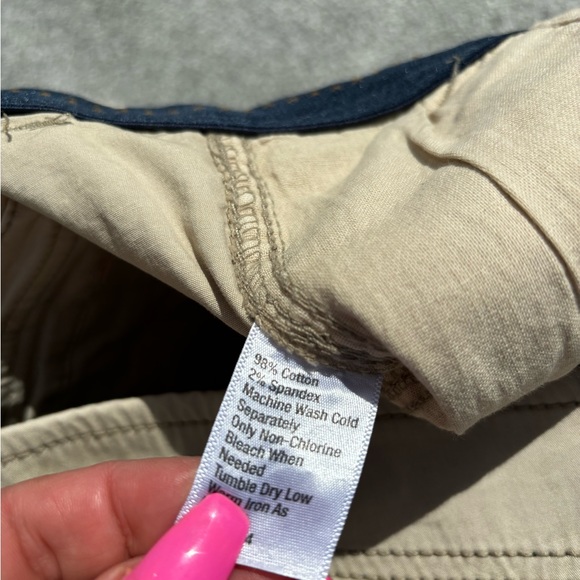 98% Cotton
2% Spandex
Machine Wash Cold
Separately
Only Non-Chlorine
Bleach When
Needed
Tumble Dry Low
Warm Iron As
4